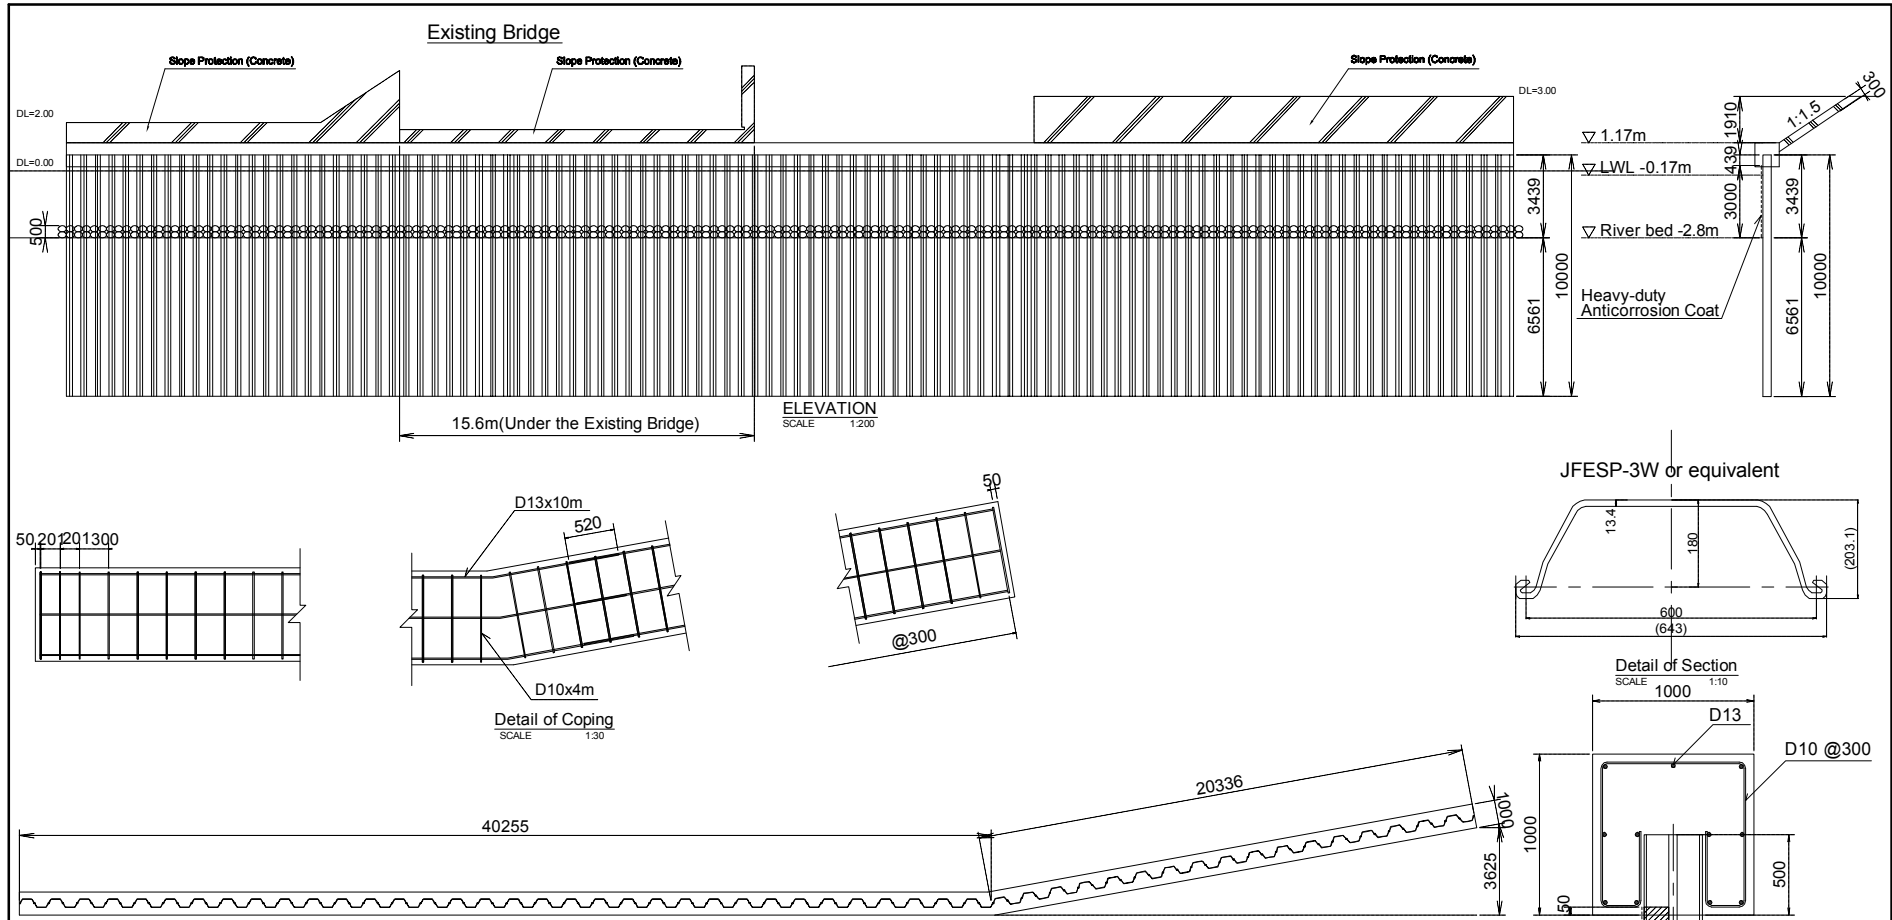 Existing Bridge
Slope Protection (Concrete)
Slope Protection (Concrete)
Slope Protection (Concrete)
DL=2.00
DL=3.00
DL=0.00
500
3439
10000
6561
1.17m
LWL -0.17m
River bed -2.8m
Heavy-duty
Anticorrosion Coat
300
1:1.5
1910
439
3000
3439
6561
10000
15.6m(Under the Existing Bridge)
ELEVATION
SCALE 1:200
50
201
201
300
D13x10m
520
D10x4m
Detail of Coping
SCALE 1:30
50
@300
JFESP-3W or equivalent
13.4
180
(203.1)
600
(643)
Detail of Section
SCALE 1:10
1000
D13
D10 @300
1000
500
50
40255
20336
1000
3625